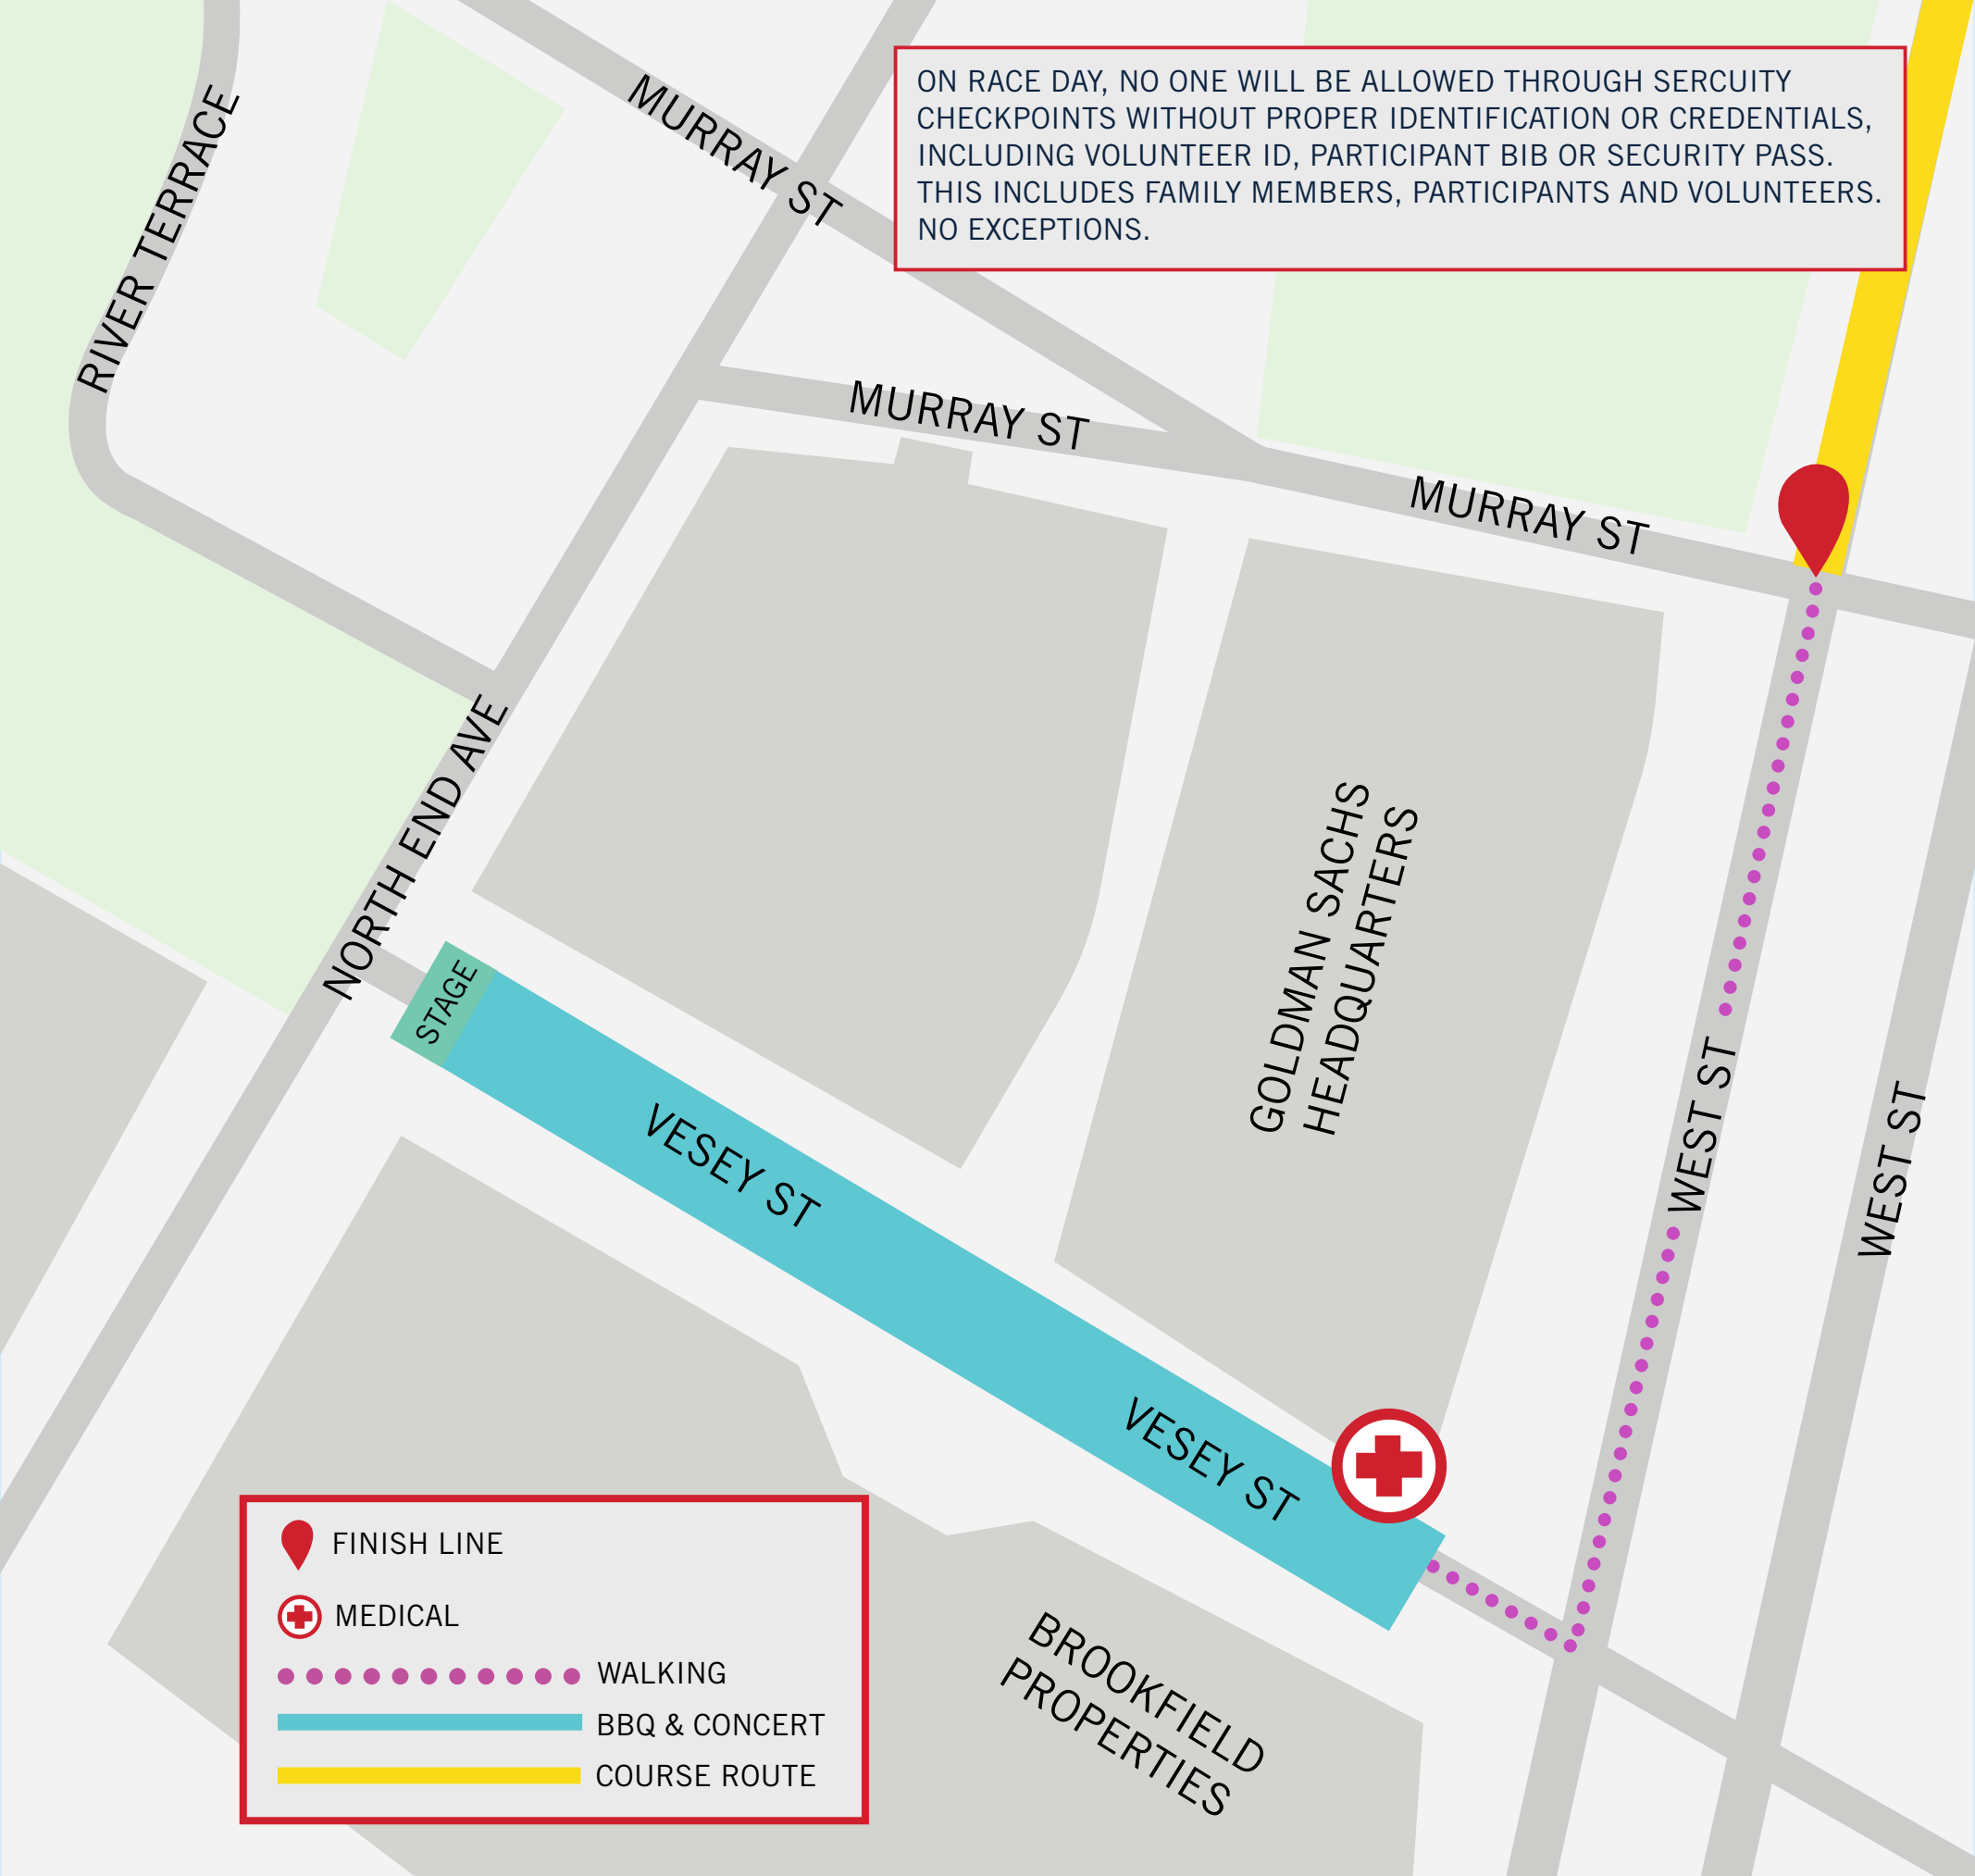 ON RACE DAY, NO ONE WILL BE ALLOWED THROUGH SERCUITY
CHECKPOINTS WITHOUT PROPER IDENTIFICATION OR CREDENTIALS,
INCLUDING VOLUNTEER ID, PARTICIPANT BIB OR SECURITY PASS.
THIS INCLUDES FAMILY MEMBERS, PARTICIPANTS AND VOLUNTEERS.
NO EXCEPTIONS.
MURRAY ST
RIVER TERRACE
MURRAY ST
MURRAY ST
NORTH END AVE
GOLDMAN SACHS
HEADQUARTERS
STAGE
VESEY ST
WEST ST
WEST ST
VESEY ST
BROOKFIELD
PROPERTIES
FINISH LINE
MEDICAL
WALKING
BBQ & CONCERT
COURSE ROUTE